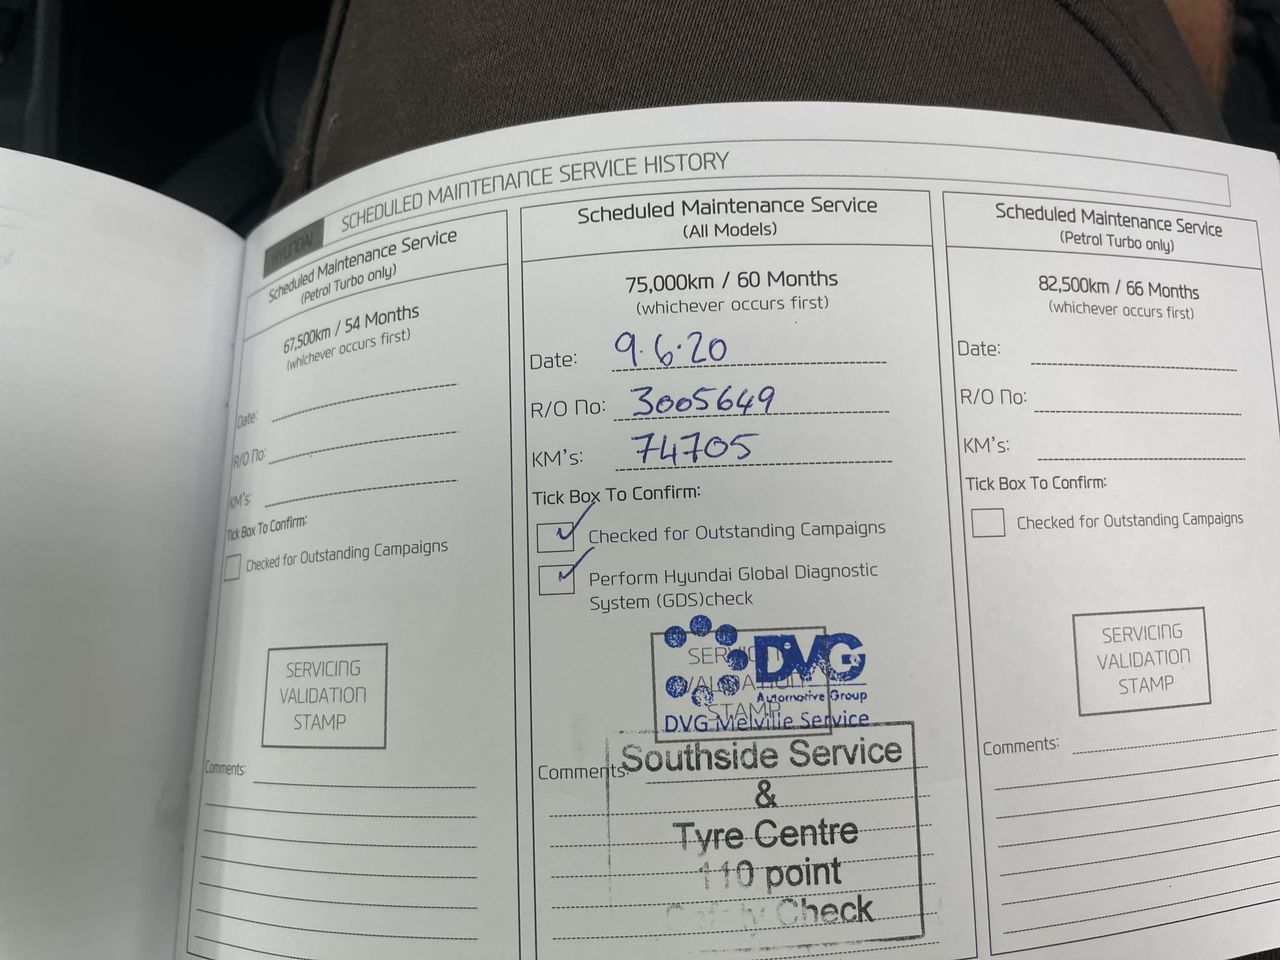 HYUNDAI
SCHEDULED MAINTENANCE SERVICE HISTORY
Scheduled Maintenance Service
(Petrol Turbo only)
67,500km / 54 Months
(whichever occurs first)
Date:
R/O No:
KM's:
Tick Box To Confirm:
Checked for Outstanding Campaigns
SERVICING
VALIDATION
STAMP
Comments:
Scheduled Maintenance Service
(All Models)
75,000km / 60 Months
(whichever occurs first)
Date: 9.6.20
R/O No: 3005649
KM's: 74705
Tick Box To Confirm:
Checked for Outstanding Campaigns
Perform Hyundai Global Diagnostic
System (GDS)check
SERVICING
VALIDATION
STAMP
DVG
Automotive Group
DVG Melville Service
Comments:
Southside Service
&
Tyre Centre
110 point
Safety Check
Scheduled Maintenance Service
(Petrol Turbo only)
82,500km / 66 Months
(whichever occurs first)
Date:
R/O No:
KM's:
Tick Box To Confirm:
Checked for Outstanding Campaigns
SERVICING
VALIDATION
STAMP
Comments: